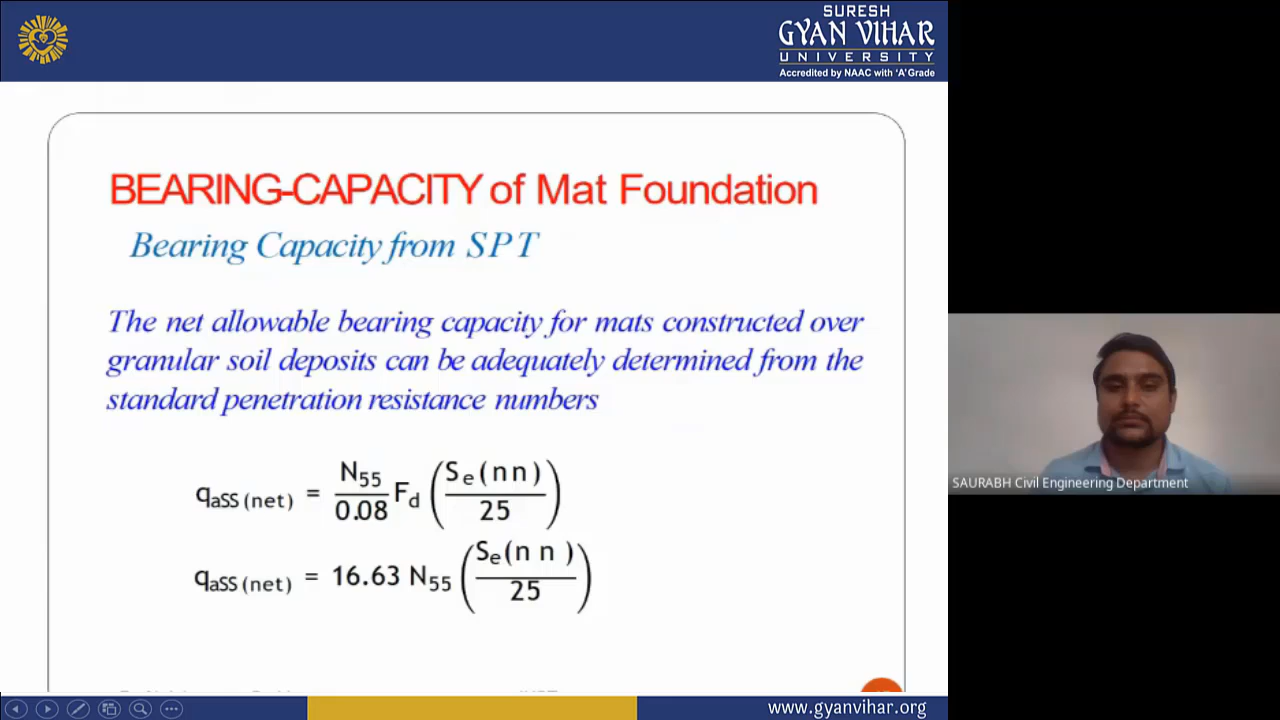 SURESH
GYAN VIHAR
UNIVERSITY
Accredited by NAAC with 'A' Grade
BEARING-CAPACITY of Mat Foundation
Bearing Capacity from SPT
The net allowable bearing capacity for mats constructed over
granular soil deposits can be adequately determined from the
standard penetration resistance numbers
qaSS (net) = N55/0.08 Fd (Se(nn)/25)
qaSS (net) = 16.63 N55 (Se(n n)/25)
SAURABH Civil Engineering Department
www.gyanvihar.org